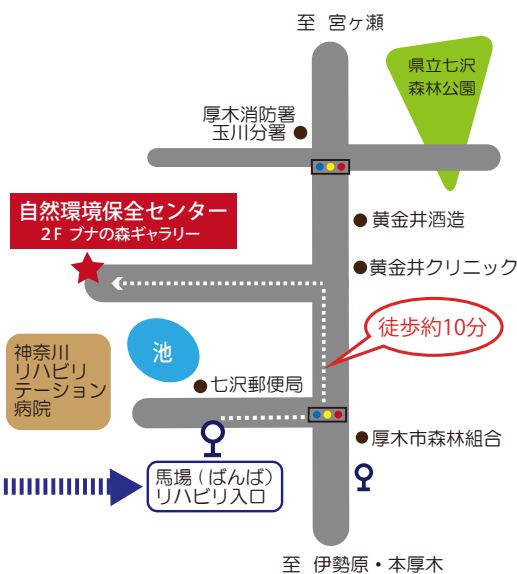 至 宮ヶ瀬
県立七沢
森林公園
厚木消防署
玉川分署
自然環境保全センター
2F ブナの森ギャラリー
黄金井酒造
黄金井クリニック
徒歩約10分
池
神奈川
リハビリ
テーション
病院
七沢郵便局
厚木市森林組合
馬場(ばんば)
リハビリ入口
至 伊勢原・本厚木